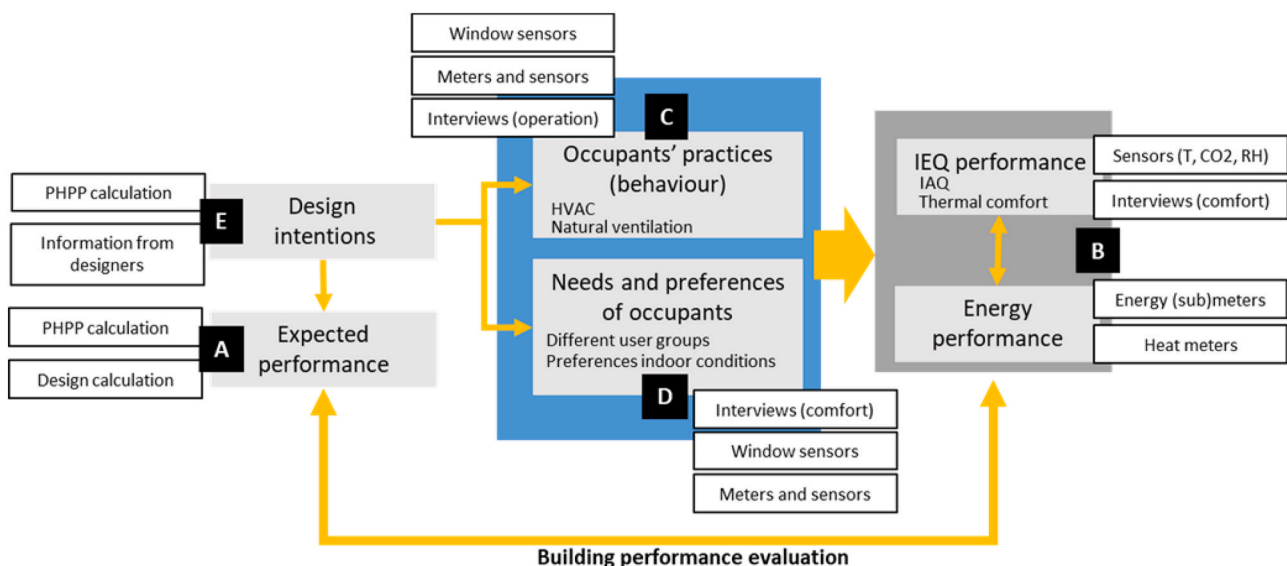 Window sensors
Meters and sensors
Interviews (operation)
C
Occupants' practices
(behaviour)
HVAC
Natural ventilation
PHPP calculation
Information from
designers
E
Design
intentions
PHPP calculation
Design calculation
A
Expected
performance
Needs and preferences
of occupants
Different user groups
Preferences indoor conditions
D
Interviews (comfort)
Window sensors
Meters and sensors
IEQ performance
IAQ
Thermal comfort
Sensors (T, CO2, RH)
Interviews (comfort)
B
Energy
performance
Energy (sub)meters
Heat meters
Building performance evaluation